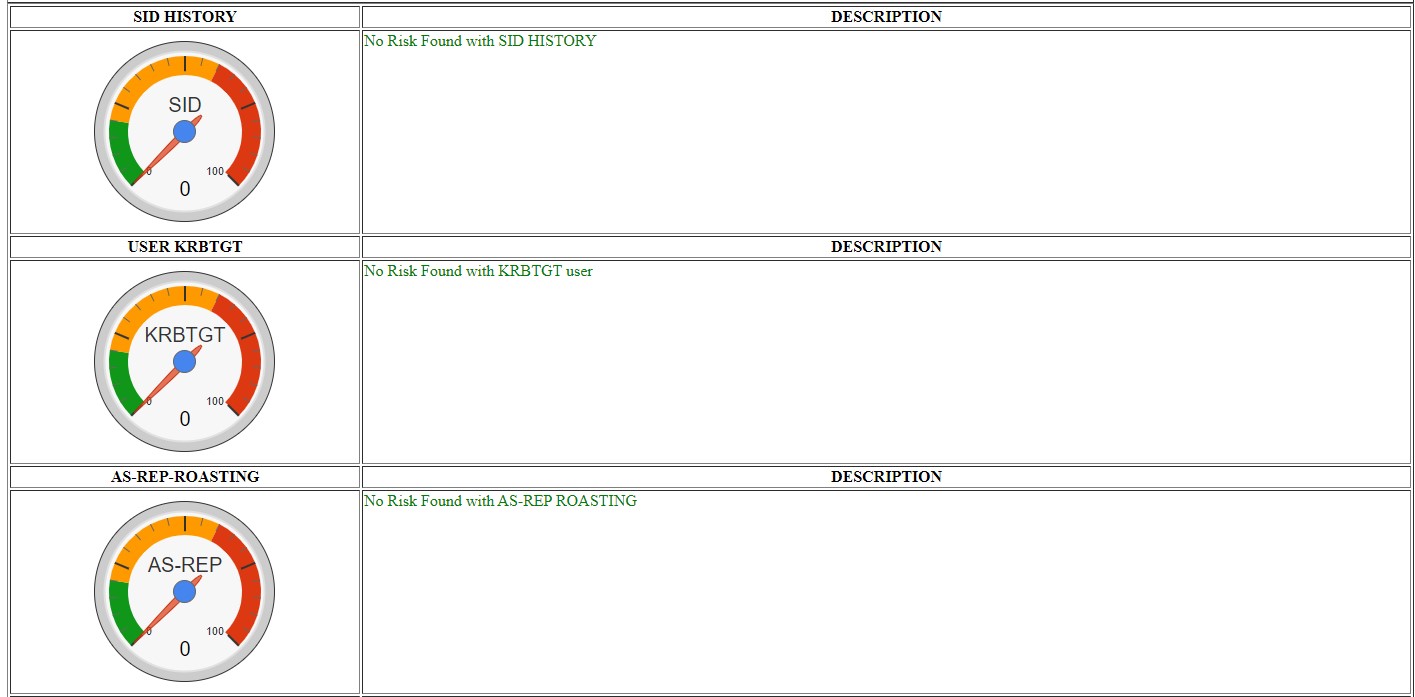 SID HISTORY DESCRIPTION
No Risk Found with SID HISTORY
SID
0 100
0
USER KRBTGT DESCRIPTION
No Risk Found with KRBTGT user
KRBTGT
0 100
0
AS-REP-ROASTING DESCRIPTION
No Risk Found with AS-REP ROASTING
AS-REP
0 100
0